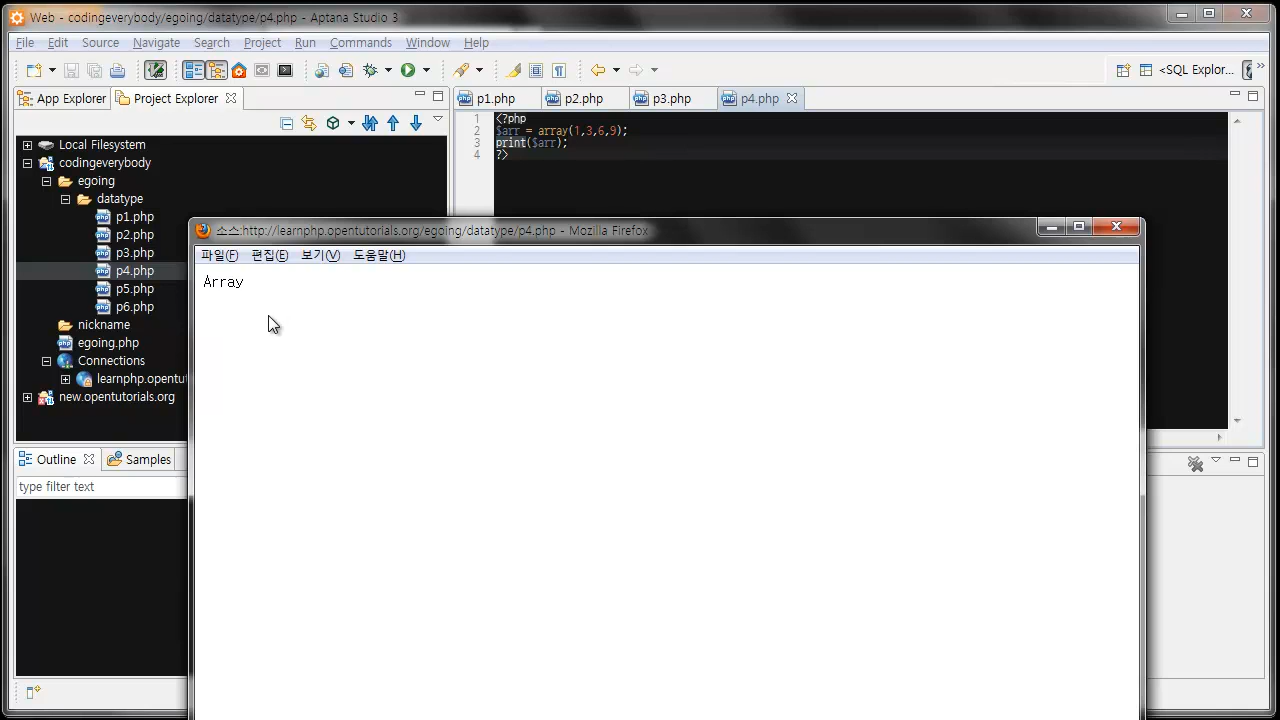 Web - codingeverybody/egoing/datatype/p4.php - Aptana Studio 3
File Edit Source Navigate Search Project Run Commands Window Help
<SQL Explor...
App Explorer Project Explorer
p1.php p2.php p3.php p4.php
Local Filesystem
codingeverybody
egoing
datatype
p1.php
p2.php
p3.php
p4.php
p5.php
p6.php
nickname
egoing.php
Connections
learnphp.opentu
new.opentutorials.org
1 <?php
2 $arr = array(1,3,6,9);
3 print($arr);
4 ?>
소스:http://learnphp.opentutorials.org/egoing/datatype/p4.php - Mozilla Firefox
파일(F) 편집(E) 보기(V) 도움말(H)
Array
Outline Samples
type filter text